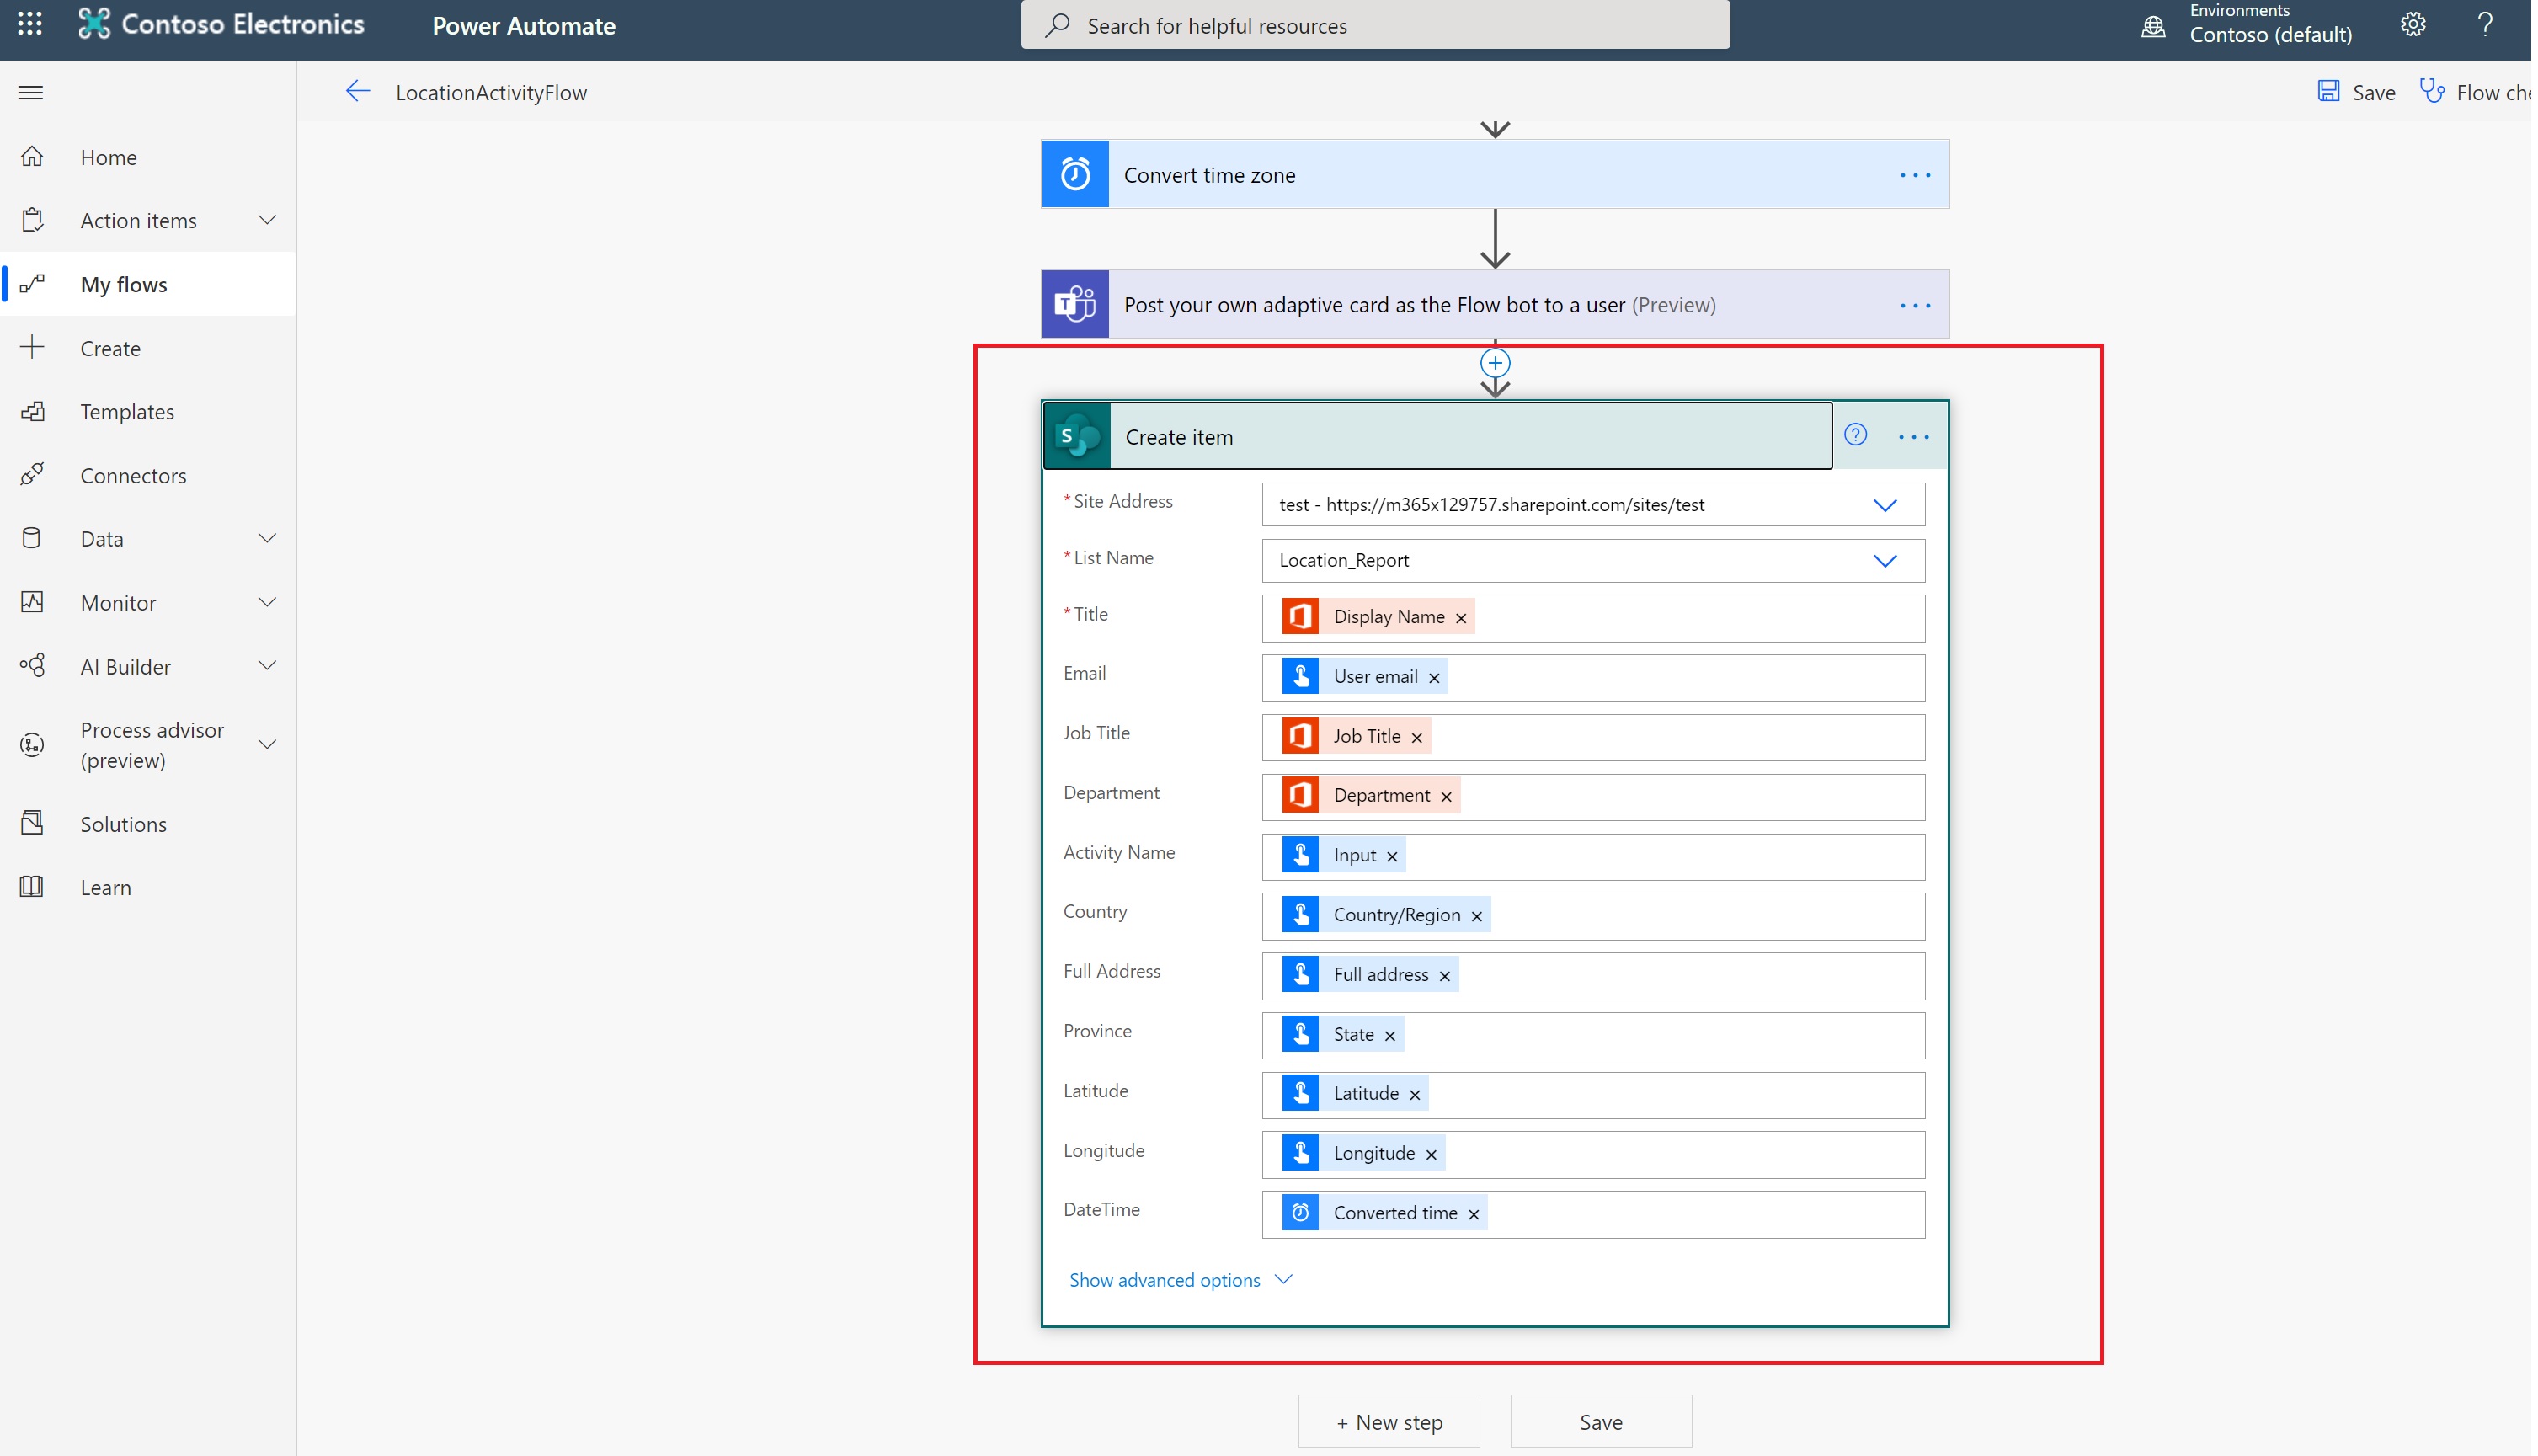 Contoso Electronics
Power Automate
Search for helpful resources
Environments
Contoso (default)
?
LocationActivityFlow
Save
Flow che
Home
Action items
My flows
Create
Templates
Connectors
Data
Monitor
AI Builder
Process advisor
(preview)
Solutions
Learn
Convert time zone
T
Post your own adaptive card as the Flow bot to a user (Preview)
S
Create item
?
* Site Address
test - https://m365x129757.sharepoint.com/sites/test
* List Name
Location_Report
* Title
Display Name ×
Email
User email ×
Job Title
Job Title ×
Department
Department ×
Activity Name
Input ×
Country
Country/Region ×
Full Address
Full address ×
Province
State ×
Latitude
Latitude ×
Longitude
Longitude ×
DateTime
Converted time ×
Show advanced options
+ New step
Save